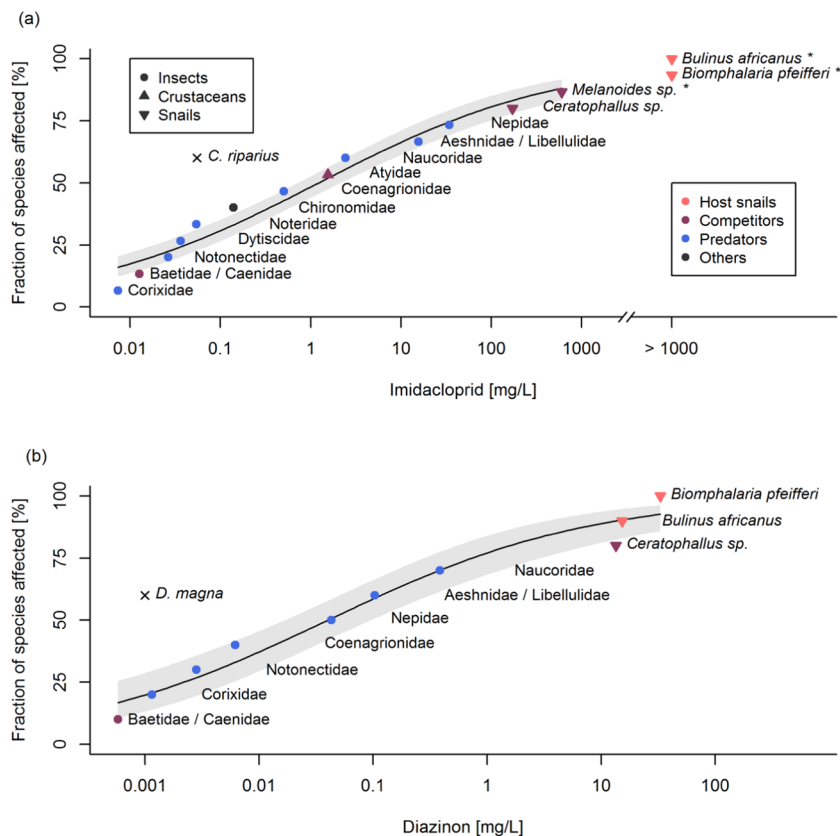 (a)
Fraction of species affected [%]
100
75
50
25
0
Insects
Crustaceans
Snails
C. riparius
Bulinus africanus *
Biomphalaria pfeifferi *
Melanoides sp. *
Ceratophallus sp.
Nepidae
Aeshnidae / Libellulidae
Naucoridae
Atyidae
Coenagrionidae
Chironomidae
Noteridae
Dytiscidae
Notonectidae
Baetidae / Caenidae
Corixidae
Host snails
Competitors
Predators
Others
0.01 0.1 1 10 100 1000 > 1000
Imidacloprid [mg/L]
(b)
Fraction of species affected [%]
100
75
50
25
0
D. magna
Biomphalaria pfeifferi
Bulinus africanus
Ceratophallus sp.
Naucoridae
Aeshnidae / Libellulidae
Nepidae
Coenagrionidae
Notonectidae
Corixidae
Baetidae / Caenidae
0.001 0.01 0.1 1 10 100
Diazinon [mg/L]